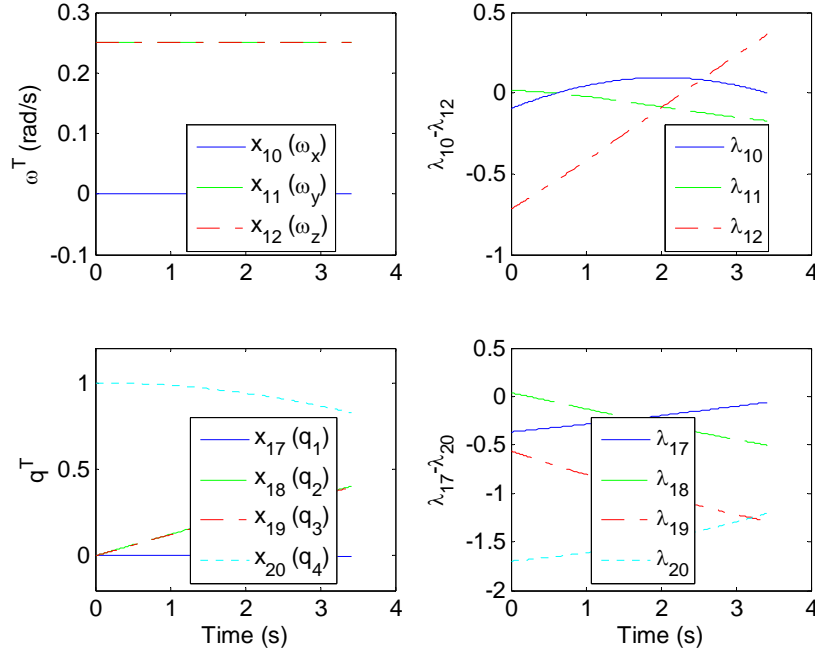 0.3
0.2
0.1
0
-0.1
ω^T (rad/s)
x_10 (ω_x)
x_11 (ω_y)
x_12 (ω_z)
0 1 2 3 4
0.5
0
-0.5
-1
λ_10-λ_12
λ_10
λ_11
λ_12
0 1 2 3 4
1
0.5
0
q^T
x_17 (q_1)
x_18 (q_2)
x_19 (q_3)
x_20 (q_4)
0 1 2 3 4
Time (s)
0.5
0
-0.5
-1
-1.5
-2
λ_17-λ_20
λ_17
λ_18
λ_19
λ_20
0 1 2 3 4
Time (s)